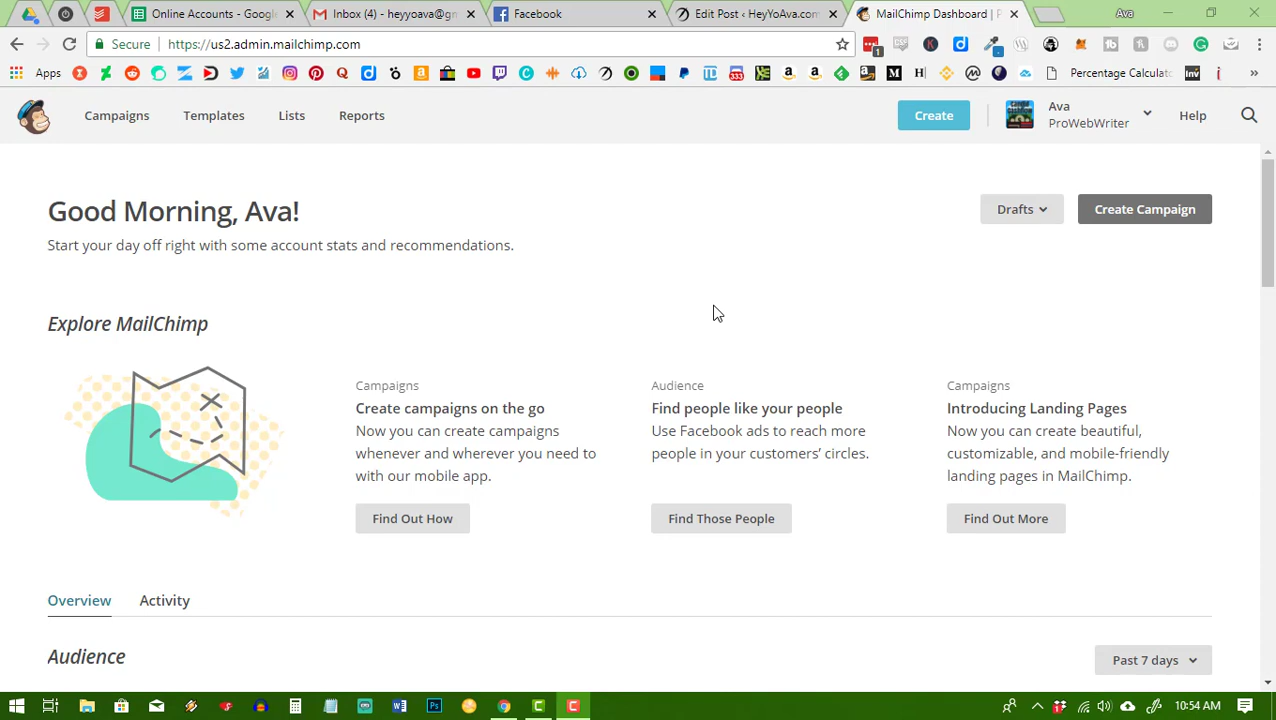 Online Accounts - Google
Inbox (4) - heyyoava@gm
Facebook
Edit Post ‹ HeyYoAva.com
MailChimp Dashboard | P
Ava
Secure
https://us2.admin.mailchimp.com
1
Apps
333
M
H
Percentage Calculato
Inv
»
Campaigns
Templates
Lists
Reports
Create
Ava
ProWebWriter
Help
Good Morning, Ava!
Drafts
Create Campaign
Start your day off right with some account stats and recommendations.
Explore MailChimp
Campaigns
Create campaigns on the go
Now you can create campaigns
whenever and wherever you need to
with our mobile app.
Find Out How
Audience
Find people like your people
Use Facebook ads to reach more
people in your customers’ circles.
Find Those People
Campaigns
Introducing Landing Pages
Now you can create beautiful,
customizable, and mobile-friendly
landing pages in MailChimp.
Find Out More
Overview
Activity
Audience
Past 7 days
10:54 AM